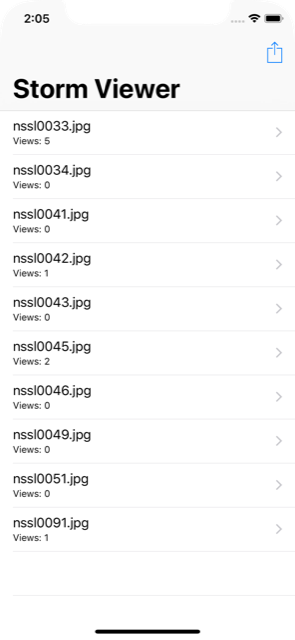 2:05
Storm Viewer
nssl0033.jpg
Views: 5
nssl0034.jpg
Views: 0
nssl0041.jpg
Views: 0
nssl0042.jpg
Views: 1
nssl0043.jpg
Views: 0
nssl0045.jpg
Views: 2
nssl0046.jpg
Views: 0
nssl0049.jpg
Views: 0
nssl0051.jpg
Views: 0
nssl0091.jpg
Views: 1